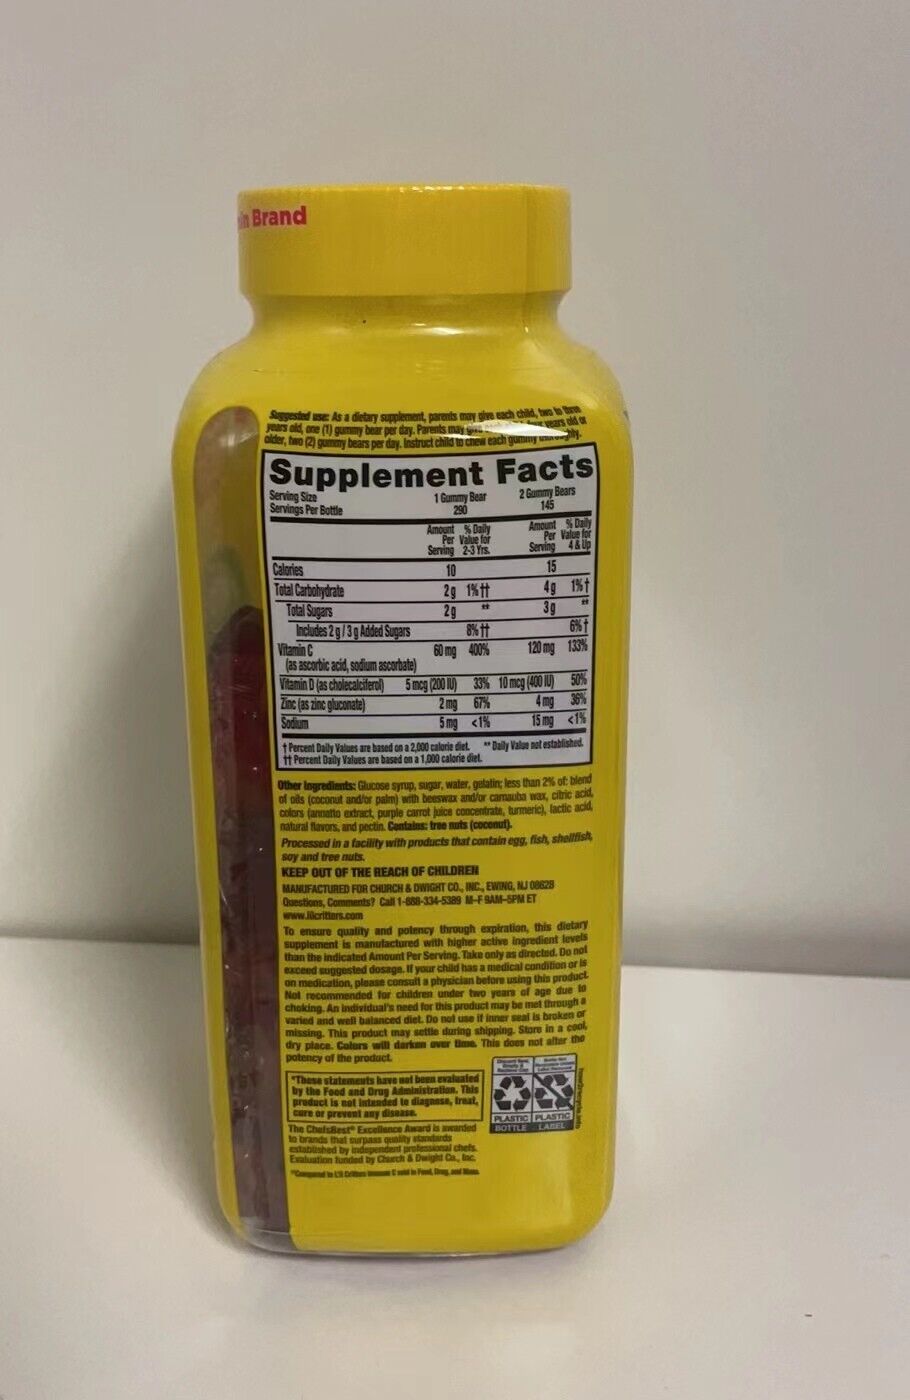 in Brand
Suggested use: As a dietary supplement, parents may give each child, two to three
years old, one (1) gummy bear per day. Parents may years old or
older, two (2) gummy bears per day. Instruct child to chew each gummy thoroughly.
Supplement Facts
Serving Size 1 Gummy Bear 2 Gummy Bears
Servings Per Bottle 290 145
Amount Per Serving % Daily Value for 2-3 Yrs. Amount Per Serving % Daily Value for 4 & Up
Calories 10 15
Total Carbohydrate 2g 1%†† 4g 1%†
Total Sugars 2g ** 3g **
Includes 2 g / 3 g Added Sugars 8%†† 6%†
Vitamin C 60 mg 400% 120 mg 133%
(as ascorbic acid, sodium ascorbate)
Vitamin D (as cholecalciferol) 5 mcg (200 IU) 33% 10 mcg (400 IU) 50%
Zinc (as zinc gluconate) 2 mg 67% 4 mg 36%
Sodium 5 mg <1% 15 mg <1%
† Percent Daily Values are based on a 2,000 calorie diet. ** Daily Value not established.
†† Percent Daily Values are based on a 1,000 calorie diet.
Other Ingredients: Glucose syrup, sugar, water, gelatin; less than 2% of: blend
of oils (coconut and/or palm) with beeswax and/or carnauba wax, citric acid,
colors (annatto extract, purple carrot juice concentrate, turmeric), lactic acid,
natural flavors, and pectin. Contains: tree nuts (coconut).
Processed in a facility with products that contain egg, fish, shellfish,
soy and tree nuts.
KEEP OUT OF THE REACH OF CHILDREN
MANUFACTURED FOR CHURCH & DWIGHT CO., INC., EWING, NJ 08628
Questions, Comments? Call 1-888-334-5389 M-F 9AM-5PM ET
www.lilcritters.com
To ensure quality and potency through expiration, this dietary
supplement is manufactured with higher active ingredient levels
than the indicated Amount Per Serving. Take only as directed. Do not
exceed suggested dosage. If your child has a medical condition or is
on medication, please consult a physician before using this product.
Not recommended for children under two years of age due to
choking. An individual's need for this product may be met through a
varied and well balanced diet. Do not use if inner seal is broken or
missing. This product may settle during shipping. Store in a cool,
dry place. Colors will darken over time. This does not alter the
potency of the product.
*These statements have not been evaluated
by the Food and Drug Administration. This
product is not intended to diagnose, treat,
cure or prevent any disease.
The ChefsBest® Excellence Award is awarded
to brands that surpass quality standards
established by independent professional chefs.
Evaluation funded by Church & Dwight Co., Inc.
PLASTIC PLASTIC
BOTTLE LABEL
how2recycle.info